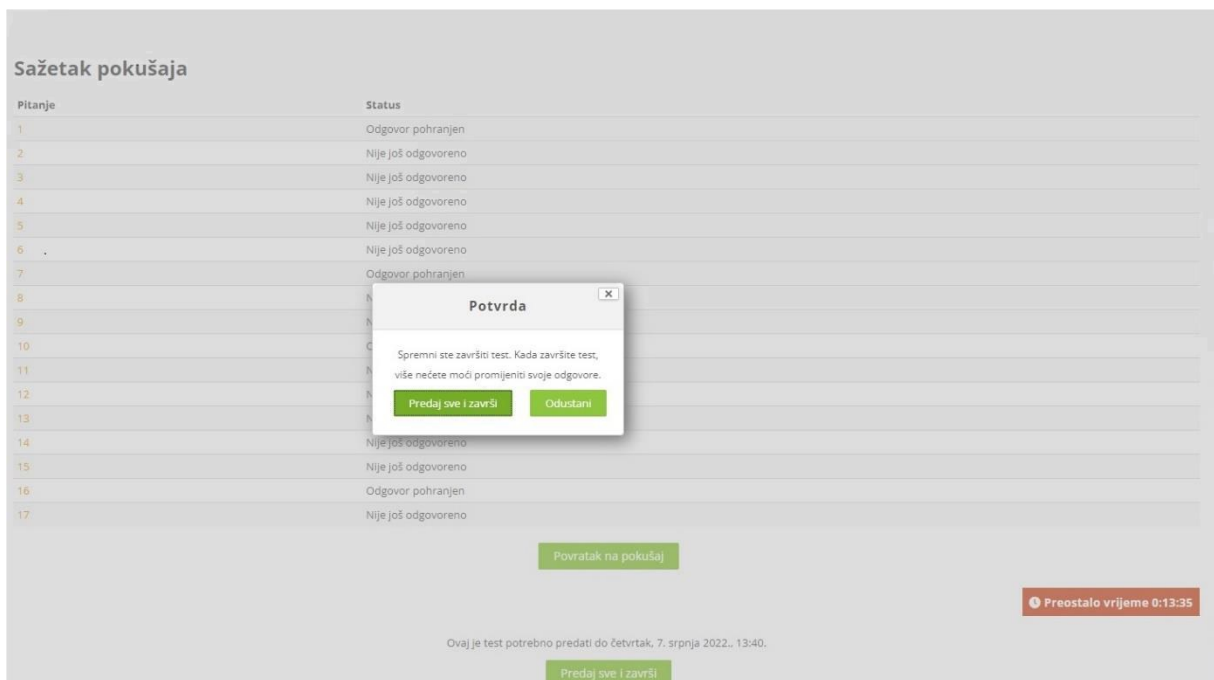 Sažetak pokušaja
Pitanje Status
1 Odgovor pohranjen
2 Nije još odgovoreno
3 Nije još odgovoreno
4 Nije još odgovoreno
5 Nije još odgovoreno
6 Nije još odgovoreno
7 Odgovor pohranjen
8
9
10
11
12
13
14 Nije još odgovoreno
15 Nije još odgovoreno
16 Odgovor pohranjen
17 Nije još odgovoreno
Potvrda
Spremni ste završiti test. Kada završite test,
više nećete moći promijeniti svoje odgovore.
Predaj sve i završi Odustani
Povratak na pokušaj
Preostalo vrijeme 0:13:35
Ovaj je test potrebno predati do četvrtak, 7. srpnja 2022., 13:40.
Predaj sve i završi